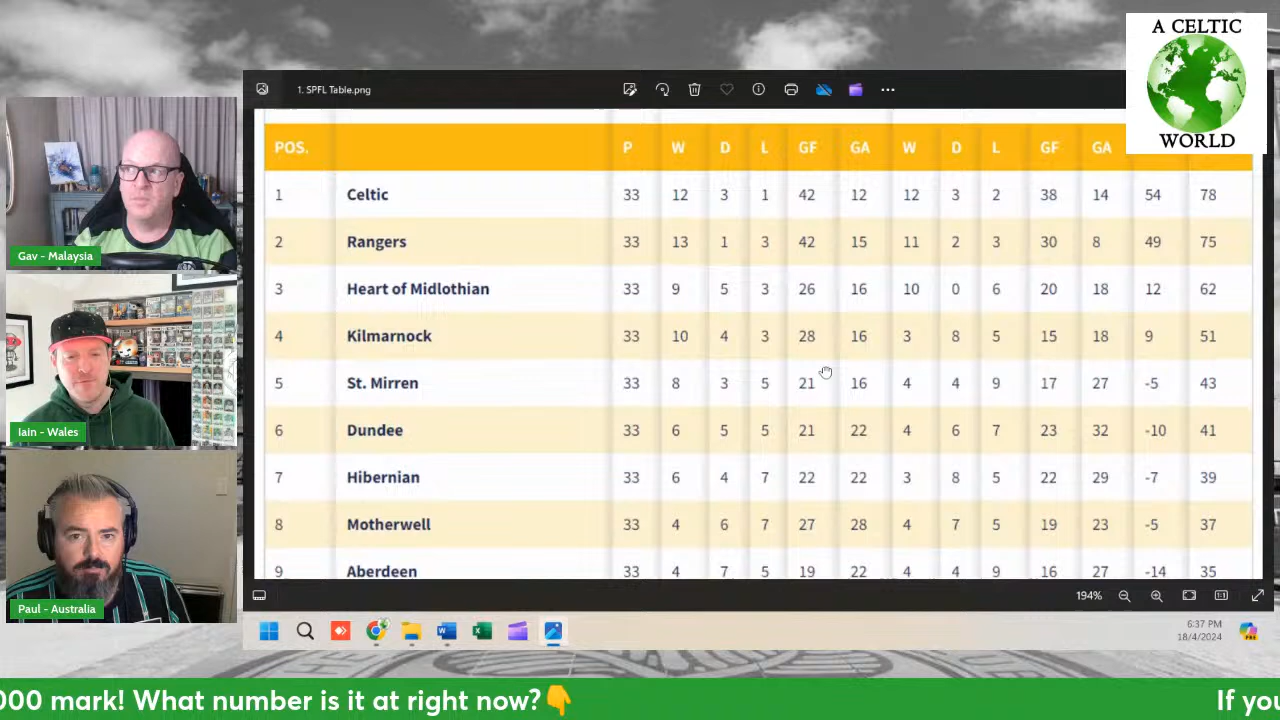 A CELTIC
WORLD
1. SPFL Table.png
POS. P W D L GF GA W D L GF GA
1 Celtic 33 12 3 1 42 12 12 3 2 38 14 54 78
2 Rangers 33 13 1 3 42 15 11 2 3 30 8 49 75
3 Heart of Midlothian 33 9 5 3 26 16 10 0 6 20 18 12 62
4 Kilmarnock 33 10 4 3 28 16 3 8 5 15 18 9 51
5 St. Mirren 33 8 3 5 21 16 4 4 9 17 27 -5 43
6 Dundee 33 6 5 5 21 22 4 6 7 23 32 -10 41
7 Hibernian 33 6 4 7 22 22 3 8 5 22 29 -7 39
8 Motherwell 33 4 6 7 27 28 4 7 5 19 23 -5 37
9 Aberdeen 33 4 7 5 19 22 4 4 9 16 27 -14 35
Gav - Malaysia
Iain - Wales
Paul - Australia
194%
1:1
6:37 PM
18/4/2024
000 mark! What number is it at right now?👇
If you